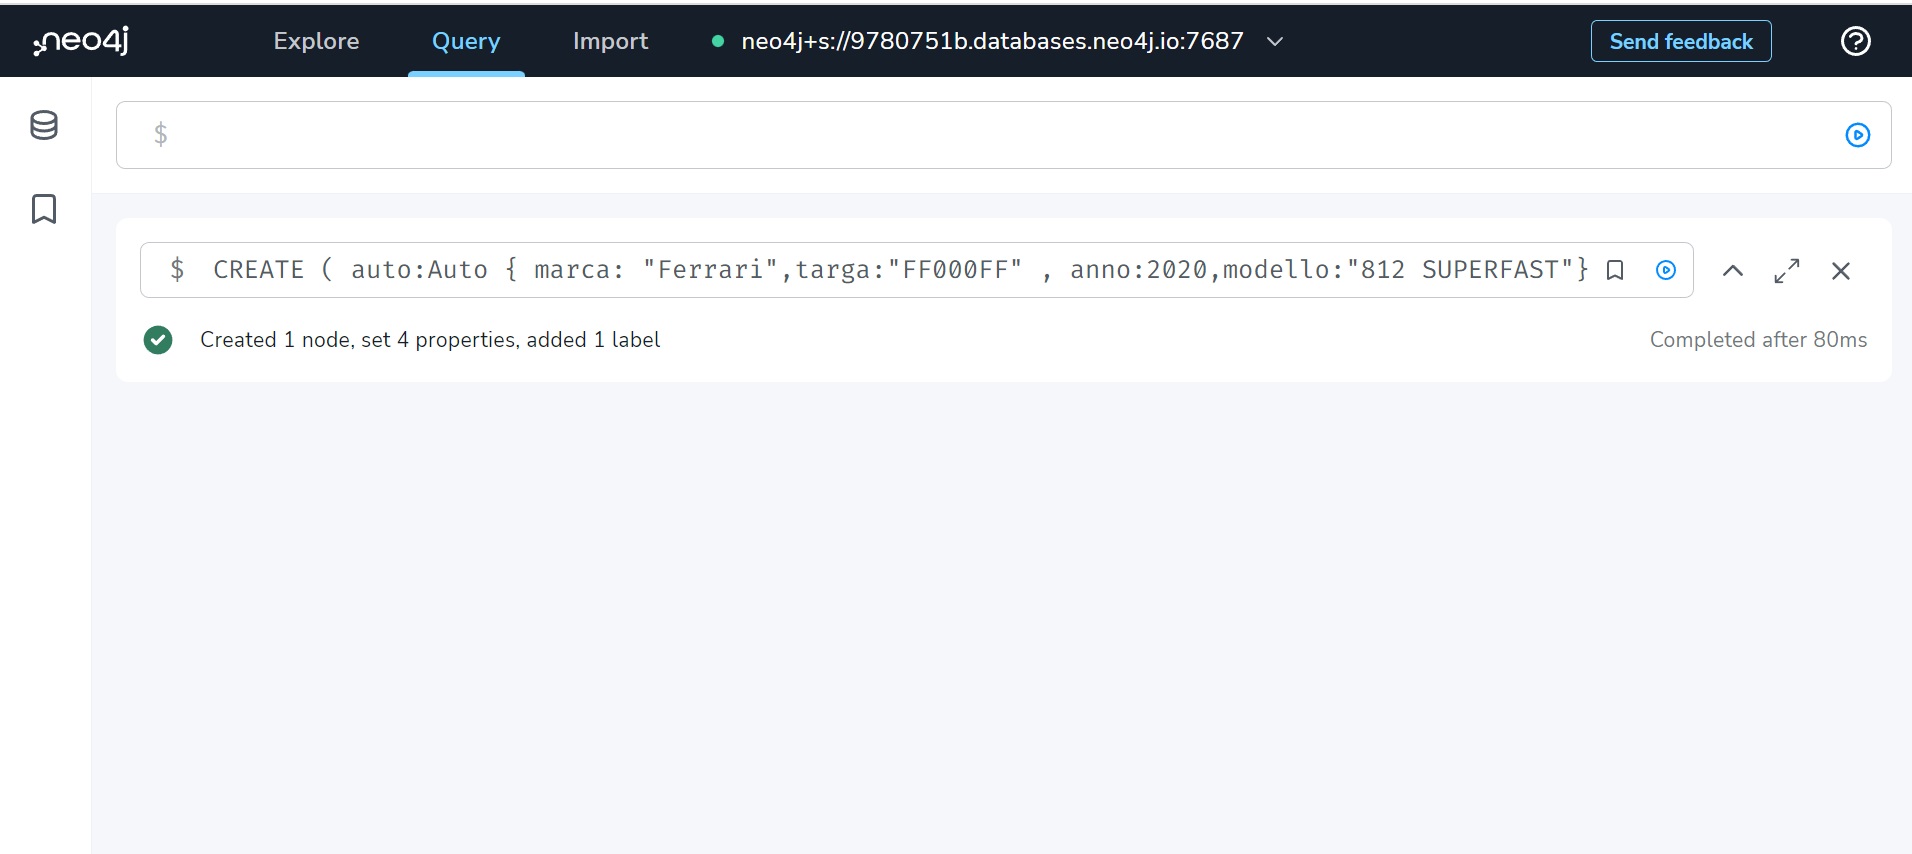 neo4j Explore Query Import neo4j+s://9780751b.databases.neo4j.io:7687 Send feedback ?
$
$ CREATE ( auto:Auto { marca: "Ferrari",targa:"FF000FF" , anno:2020,modello:"812 SUPERFAST"}
Created 1 node, set 4 properties, added 1 label Completed after 80ms